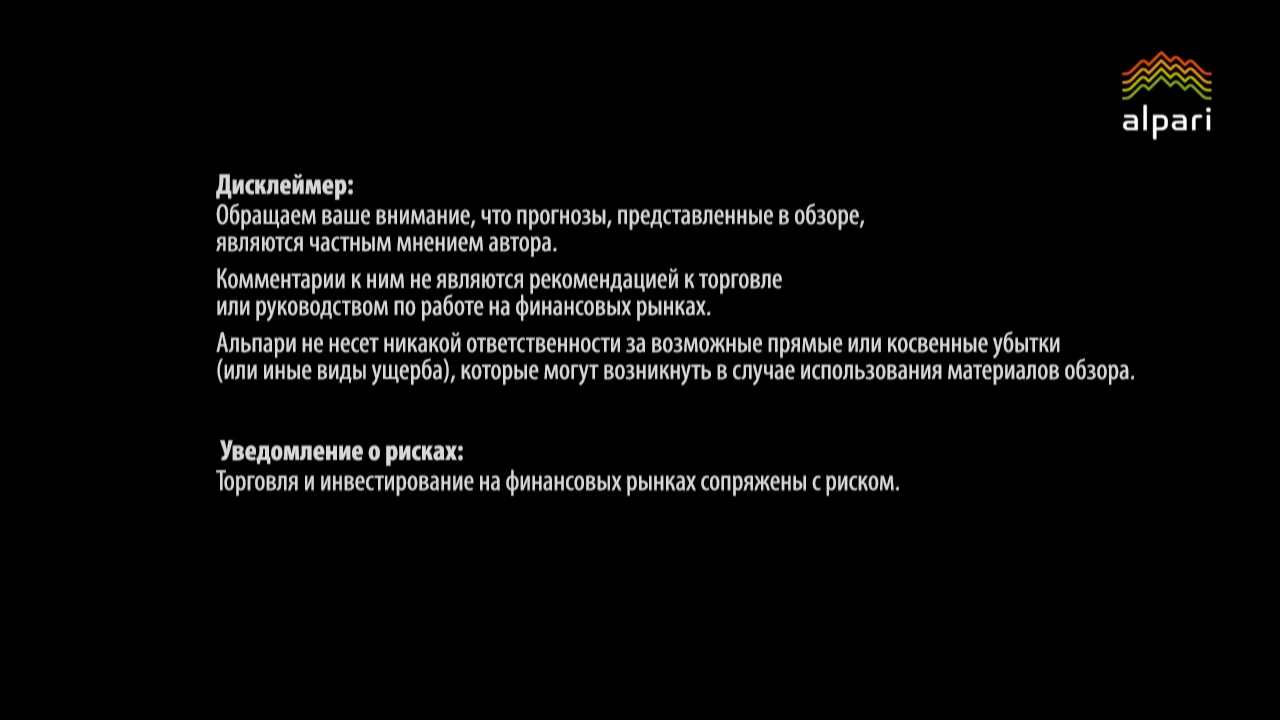 alpari
Дисклеймер:
Обращаем ваше внимание, что прогнозы, представленные в обзоре,
являются частным мнением автора.
Комментарии к ним не являются рекомендацией к торговле
или руководством по работе на финансовых рынках.
Альпари не несет никакой ответственности за возможные прямые или косвенные убытки
(или иные виды ущерба), которые могут возникнуть в случае использования материалов обзора.
Уведомление о рисках:
Торговля и инвестирование на финансовых рынках сопряжены с риском.